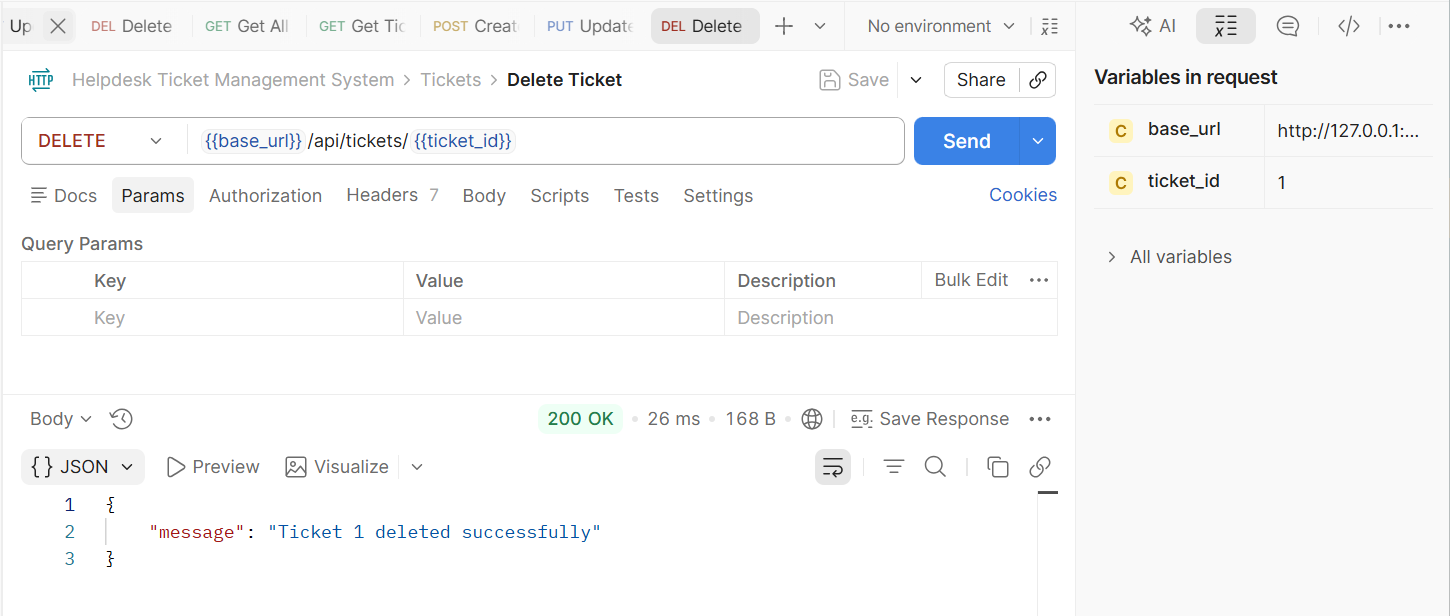 Up DEL Delete GET Get All GET Get Tic POST Creat PUT Update DEL Delete No environment AI
HTTP Helpdesk Ticket Management System > Tickets > Delete Ticket Save Share
Variables in request
DELETE {{base_url}}/api/tickets/{{ticket_id}} Send
C base_url http://127.0.0.1:...
C ticket_id 1
Docs Params Authorization Headers 7 Body Scripts Tests Settings Cookies
Query Params
All variables
Key Value Description Bulk Edit
Key Value Description
Body 200 OK 26 ms 168 B e.g. Save Response
{} JSON Preview Visualize
1 {
2 "message": "Ticket 1 deleted successfully"
3 }